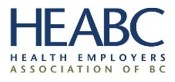 HEABC
HEALTH EMPLOYERS
ASSOCIATION OF BC